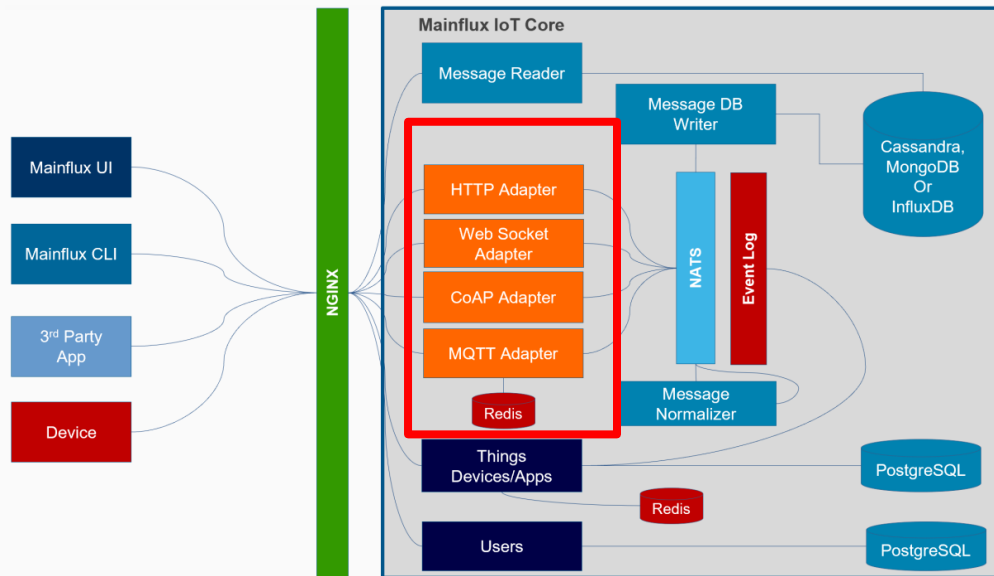 Mainflux IoT Core
Message Reader
Message DB
Writer
Cassandra,
MongoDB
Or
InfluxDB
Mainflux UI
Mainflux CLI
3rd Party
App
Device
NGINX
HTTP Adapter
Web Socket
Adapter
CoAP Adapter
MQTT Adapter
Redis
NATS
Event Log
Message
Normalizer
Things
Devices/Apps
PostgreSQL
Redis
Users
PostgreSQL